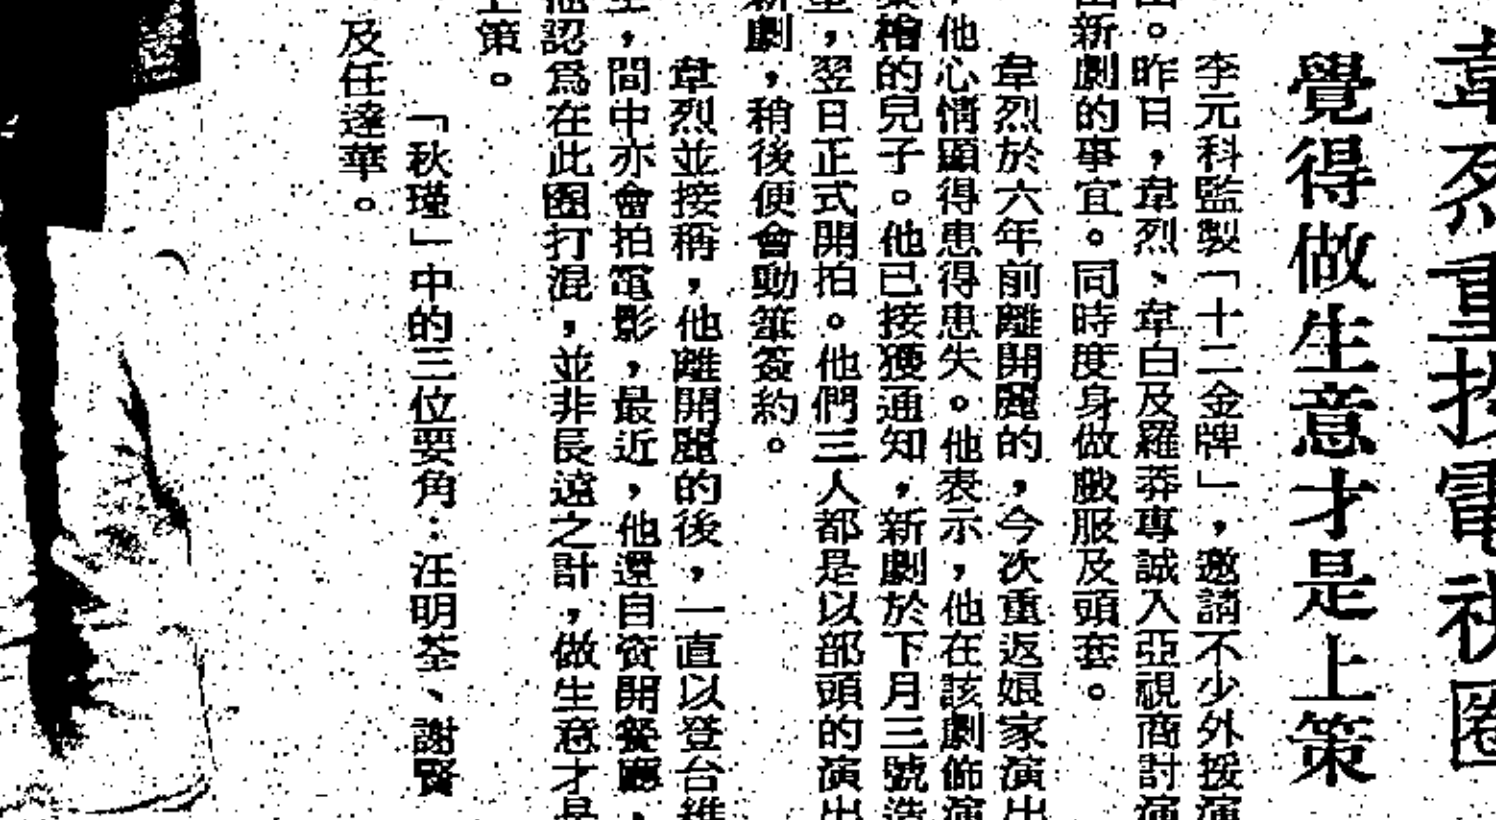 韋烈重投電視圈
覺得做生意才是上策
李元科監製「十二金牌」，邀請不少外援演
出。昨日，韋烈、韋白及羅莽專誠入亞視商討演
出新劇的事宜。同時度身做戲服及頭套。
韋烈於六年前離開麗的，今次重返娘家演出
，他心情顯得患得患失。他表示，他在該劇飾演
秦檜的兒子。他已接獲通知，新劇於下月三號造
型，翌日正式開拍。他們三人都是以部頭的演出
新劇，稍後便會動筆簽約。
韋烈並接稱，他離開麗的後，一直以登台維
生，間中亦會拍電影，最近，他還自資開餐廳，
他認爲在此圈打混，並非長遠之計，做生意才是
上策。
「秋瑾」中的三位要角：汪明荃、謝賢
及任達華。